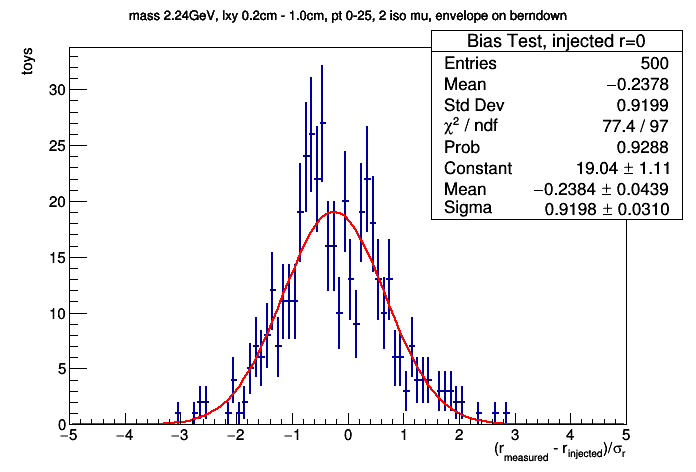 mass 2.24GeV, lxy 0.2cm - 1.0cm, pt 0-25, 2 iso mu, envelope on berndown
Bias Test, injected r=0
Entries 500
Mean −0.2378
Std Dev 0.9199
χ² / ndf 77.4 / 97
Prob 0.9288
Constant 19.04 ± 1.11
Mean −0.2384 ± 0.0439
Sigma 0.9198 ± 0.0310
toys
30
25
20
15
10
5
0
−5 −4 −3 −2 −1 0 1 2 3 4 5
(r_measured - r_injected)/σ_r